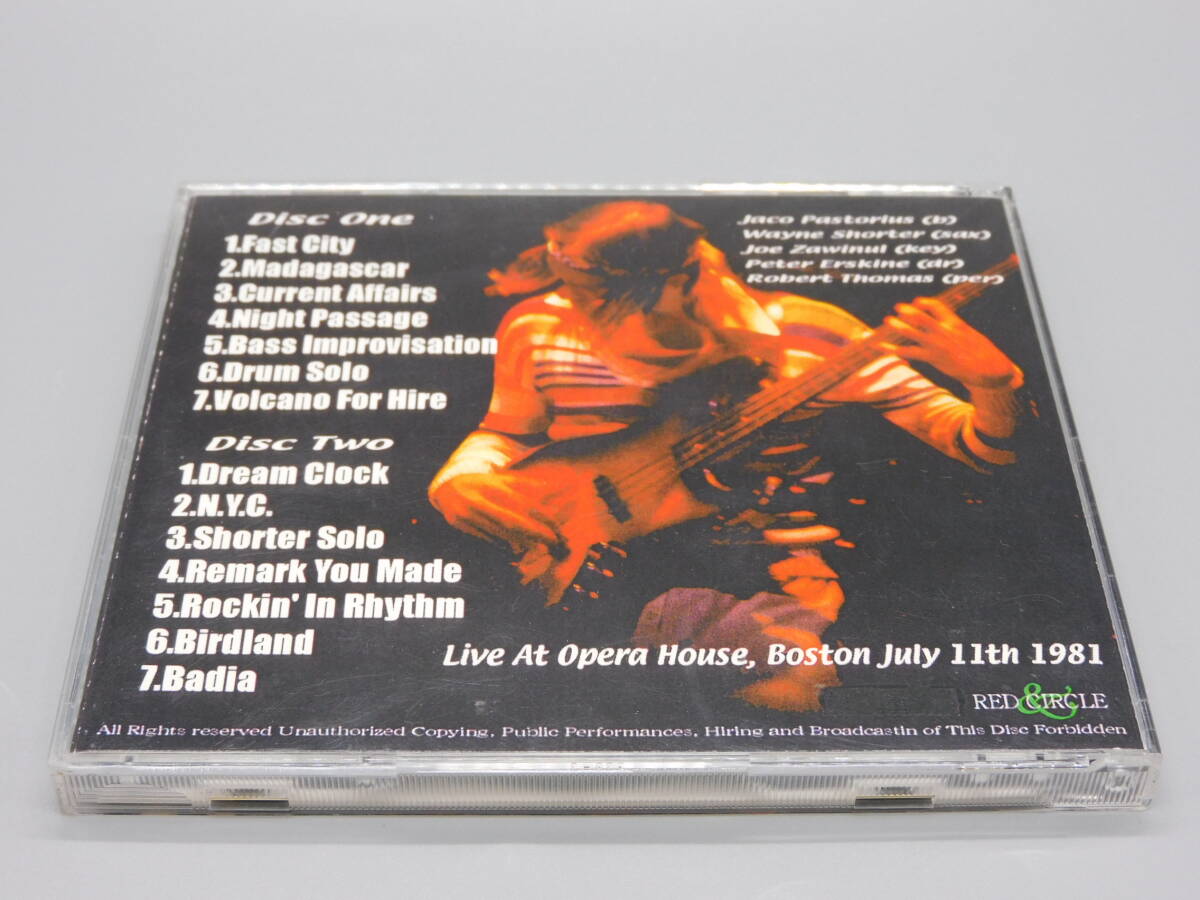 Disc One
1.Fast City
2.Madagascar
3.Current Affairs
4.Night Passage
5.Bass Improvisation
6.Drum Solo
7.Volcano For Hire
Disc Two
1.Dream Clock
2.N.Y.C.
3.Shorter Solo
4.Remark You Made
5.Rockin' In Rhythm
6.Birdland
7.Badia
Jaco Pastorius (b)
Wayne Shorter (sax)
Joe Zawinul (key)
Peter Erskine (dr)
Robert Thomas (per)
Live At Opera House, Boston July 11th 1981
RED & CIRCLE
All Rights reserved Unauthorized Copying, Public Performances, Hiring and Broadcastin of This Disc Forbidden